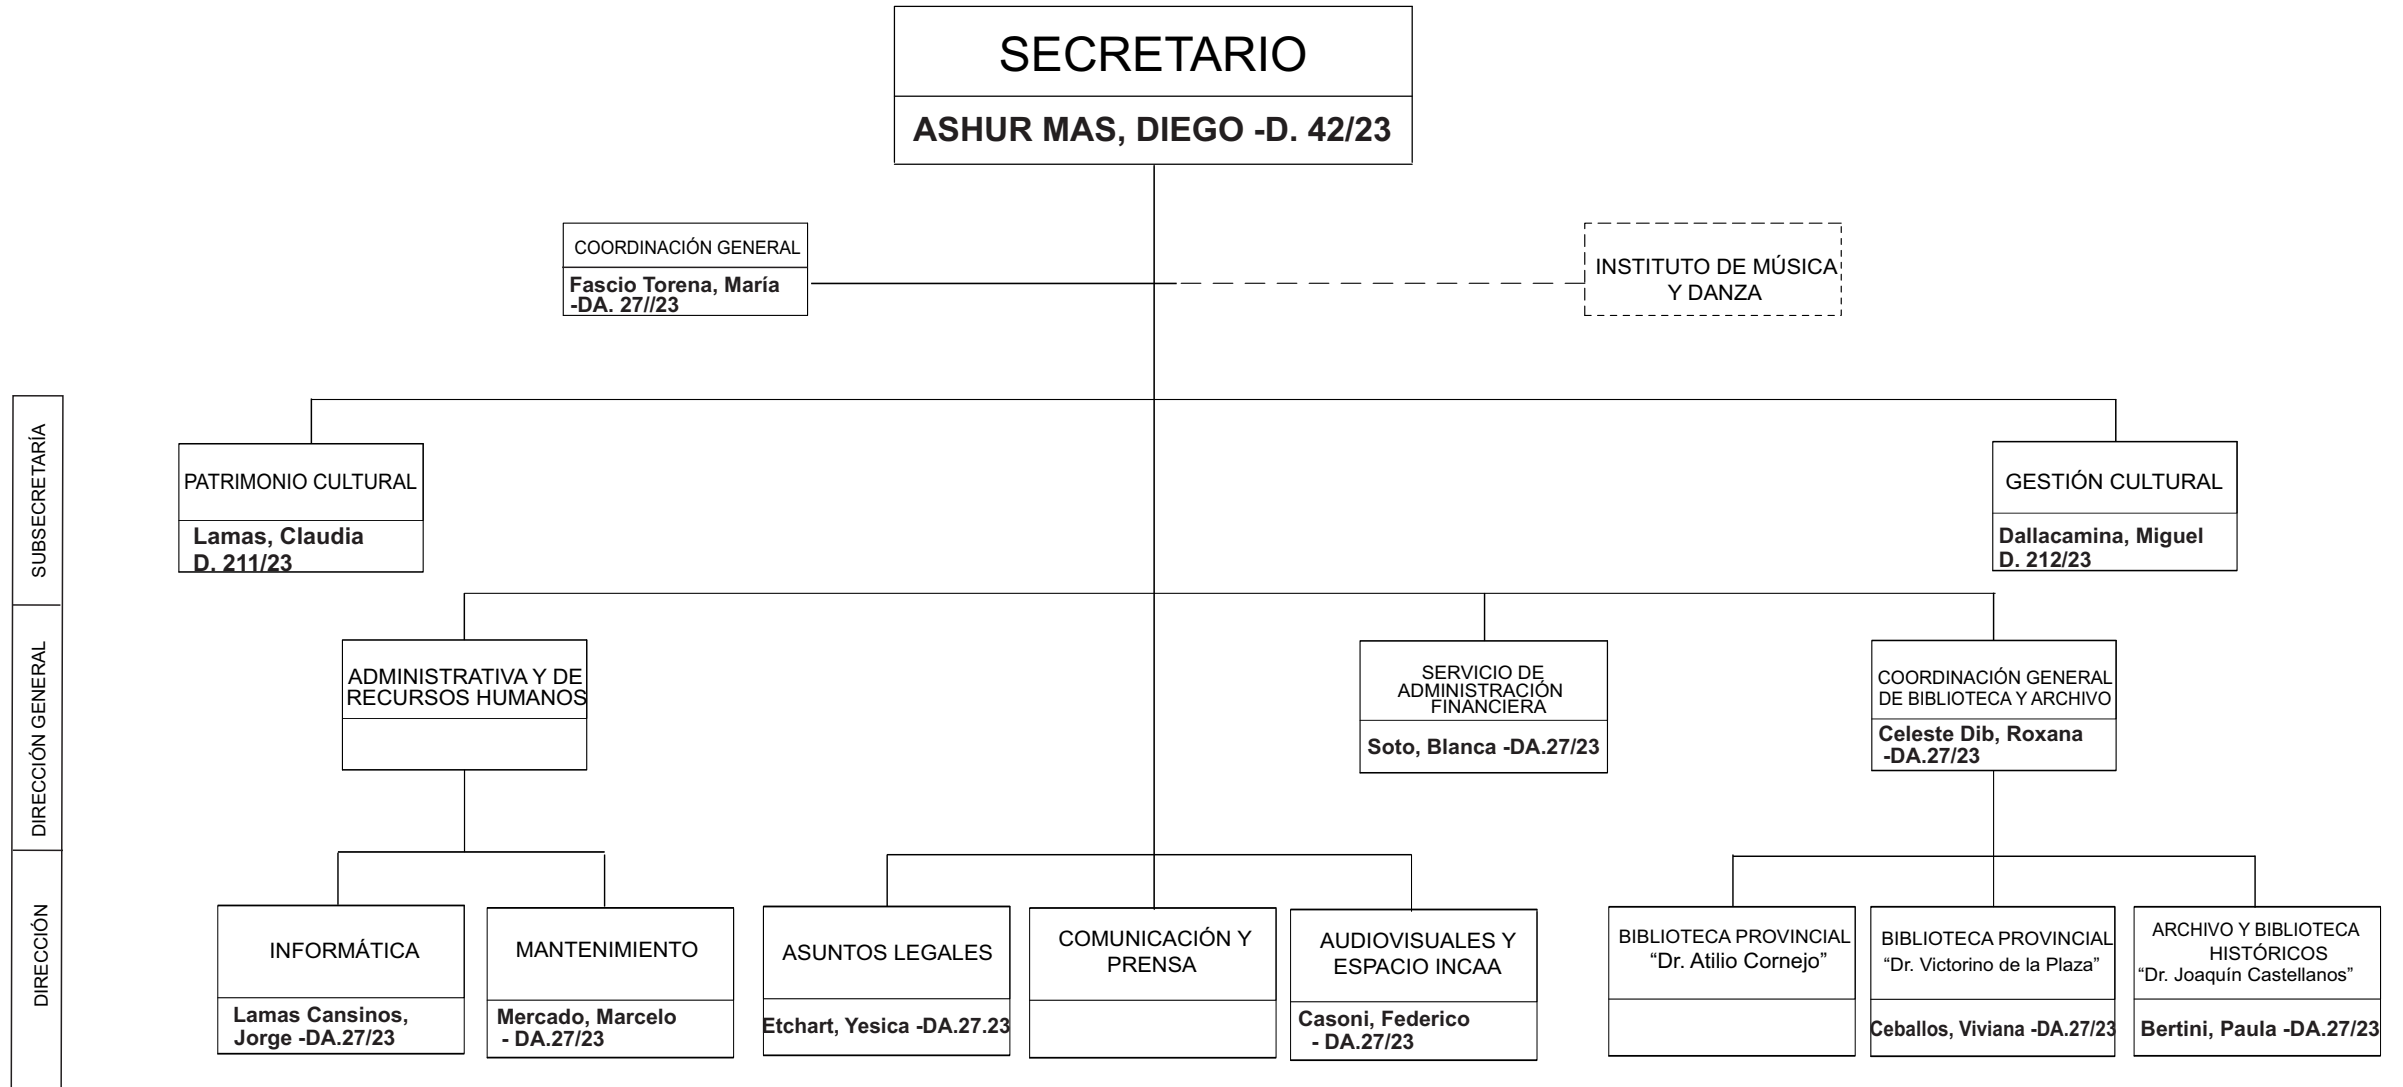 SECRETARIO
ASHUR MAS, DIEGO -D. 42/23
COORDINACIÓN GENERAL
Fascio Torena, María
-DA. 27//23
INSTITUTO DE MÚSICA
Y DANZA
SUBSECRETARÍA
PATRIMONIO CULTURAL
Lamas, Claudia
D. 211/23
GESTIÓN CULTURAL
Dallacamina, Miguel
D. 212/23
DIRECCIÓN GENERAL
ADMINISTRATIVA Y DE
RECURSOS HUMANOS
SERVICIO DE
ADMINISTRACIÓN
FINANCIERA
Soto, Blanca -DA.27/23
COORDINACIÓN GENERAL
DE BIBLIOTECA Y ARCHIVO
Celeste Dib, Roxana
-DA.27/23
DIRECCIÓN
INFORMÁTICA
Lamas Cansinos,
Jorge -DA.27/23
MANTENIMIENTO
Mercado, Marcelo
- DA.27/23
ASUNTOS LEGALES
Etchart, Yesica -DA.27.23
COMUNICACIÓN Y
PRENSA
AUDIOVISUALES Y
ESPACIO INCAA
Casoni, Federico
- DA.27/23
BIBLIOTECA PROVINCIAL
“Dr. Atilio Cornejo”
BIBLIOTECA PROVINCIAL
“Dr. Victorino de la Plaza”
Ceballos, Viviana -DA.27/23
ARCHIVO Y BIBLIOTECA
HISTÓRICOS
“Dr. Joaquín Castellanos”
Bertini, Paula -DA.27/23